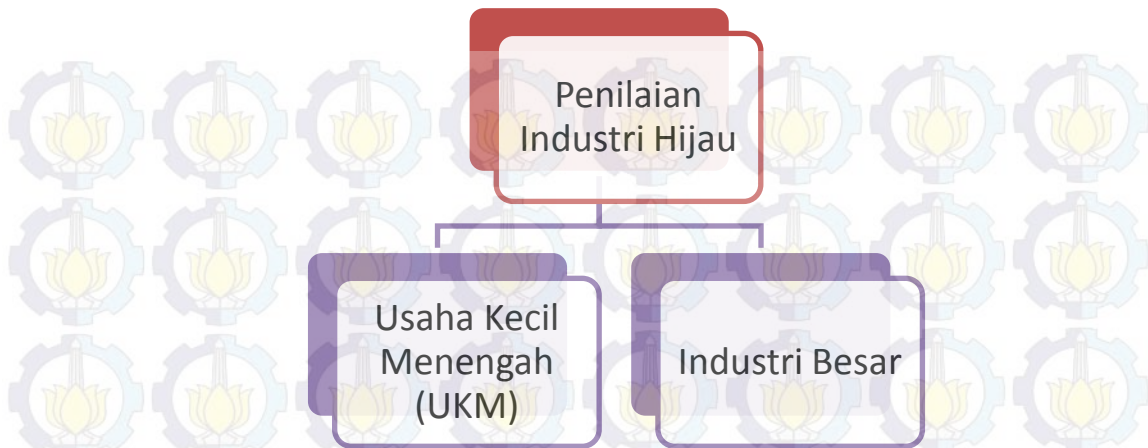 Penilaian
Industri Hijau
Usaha Kecil
Menengah
(UKM)
Industri Besar